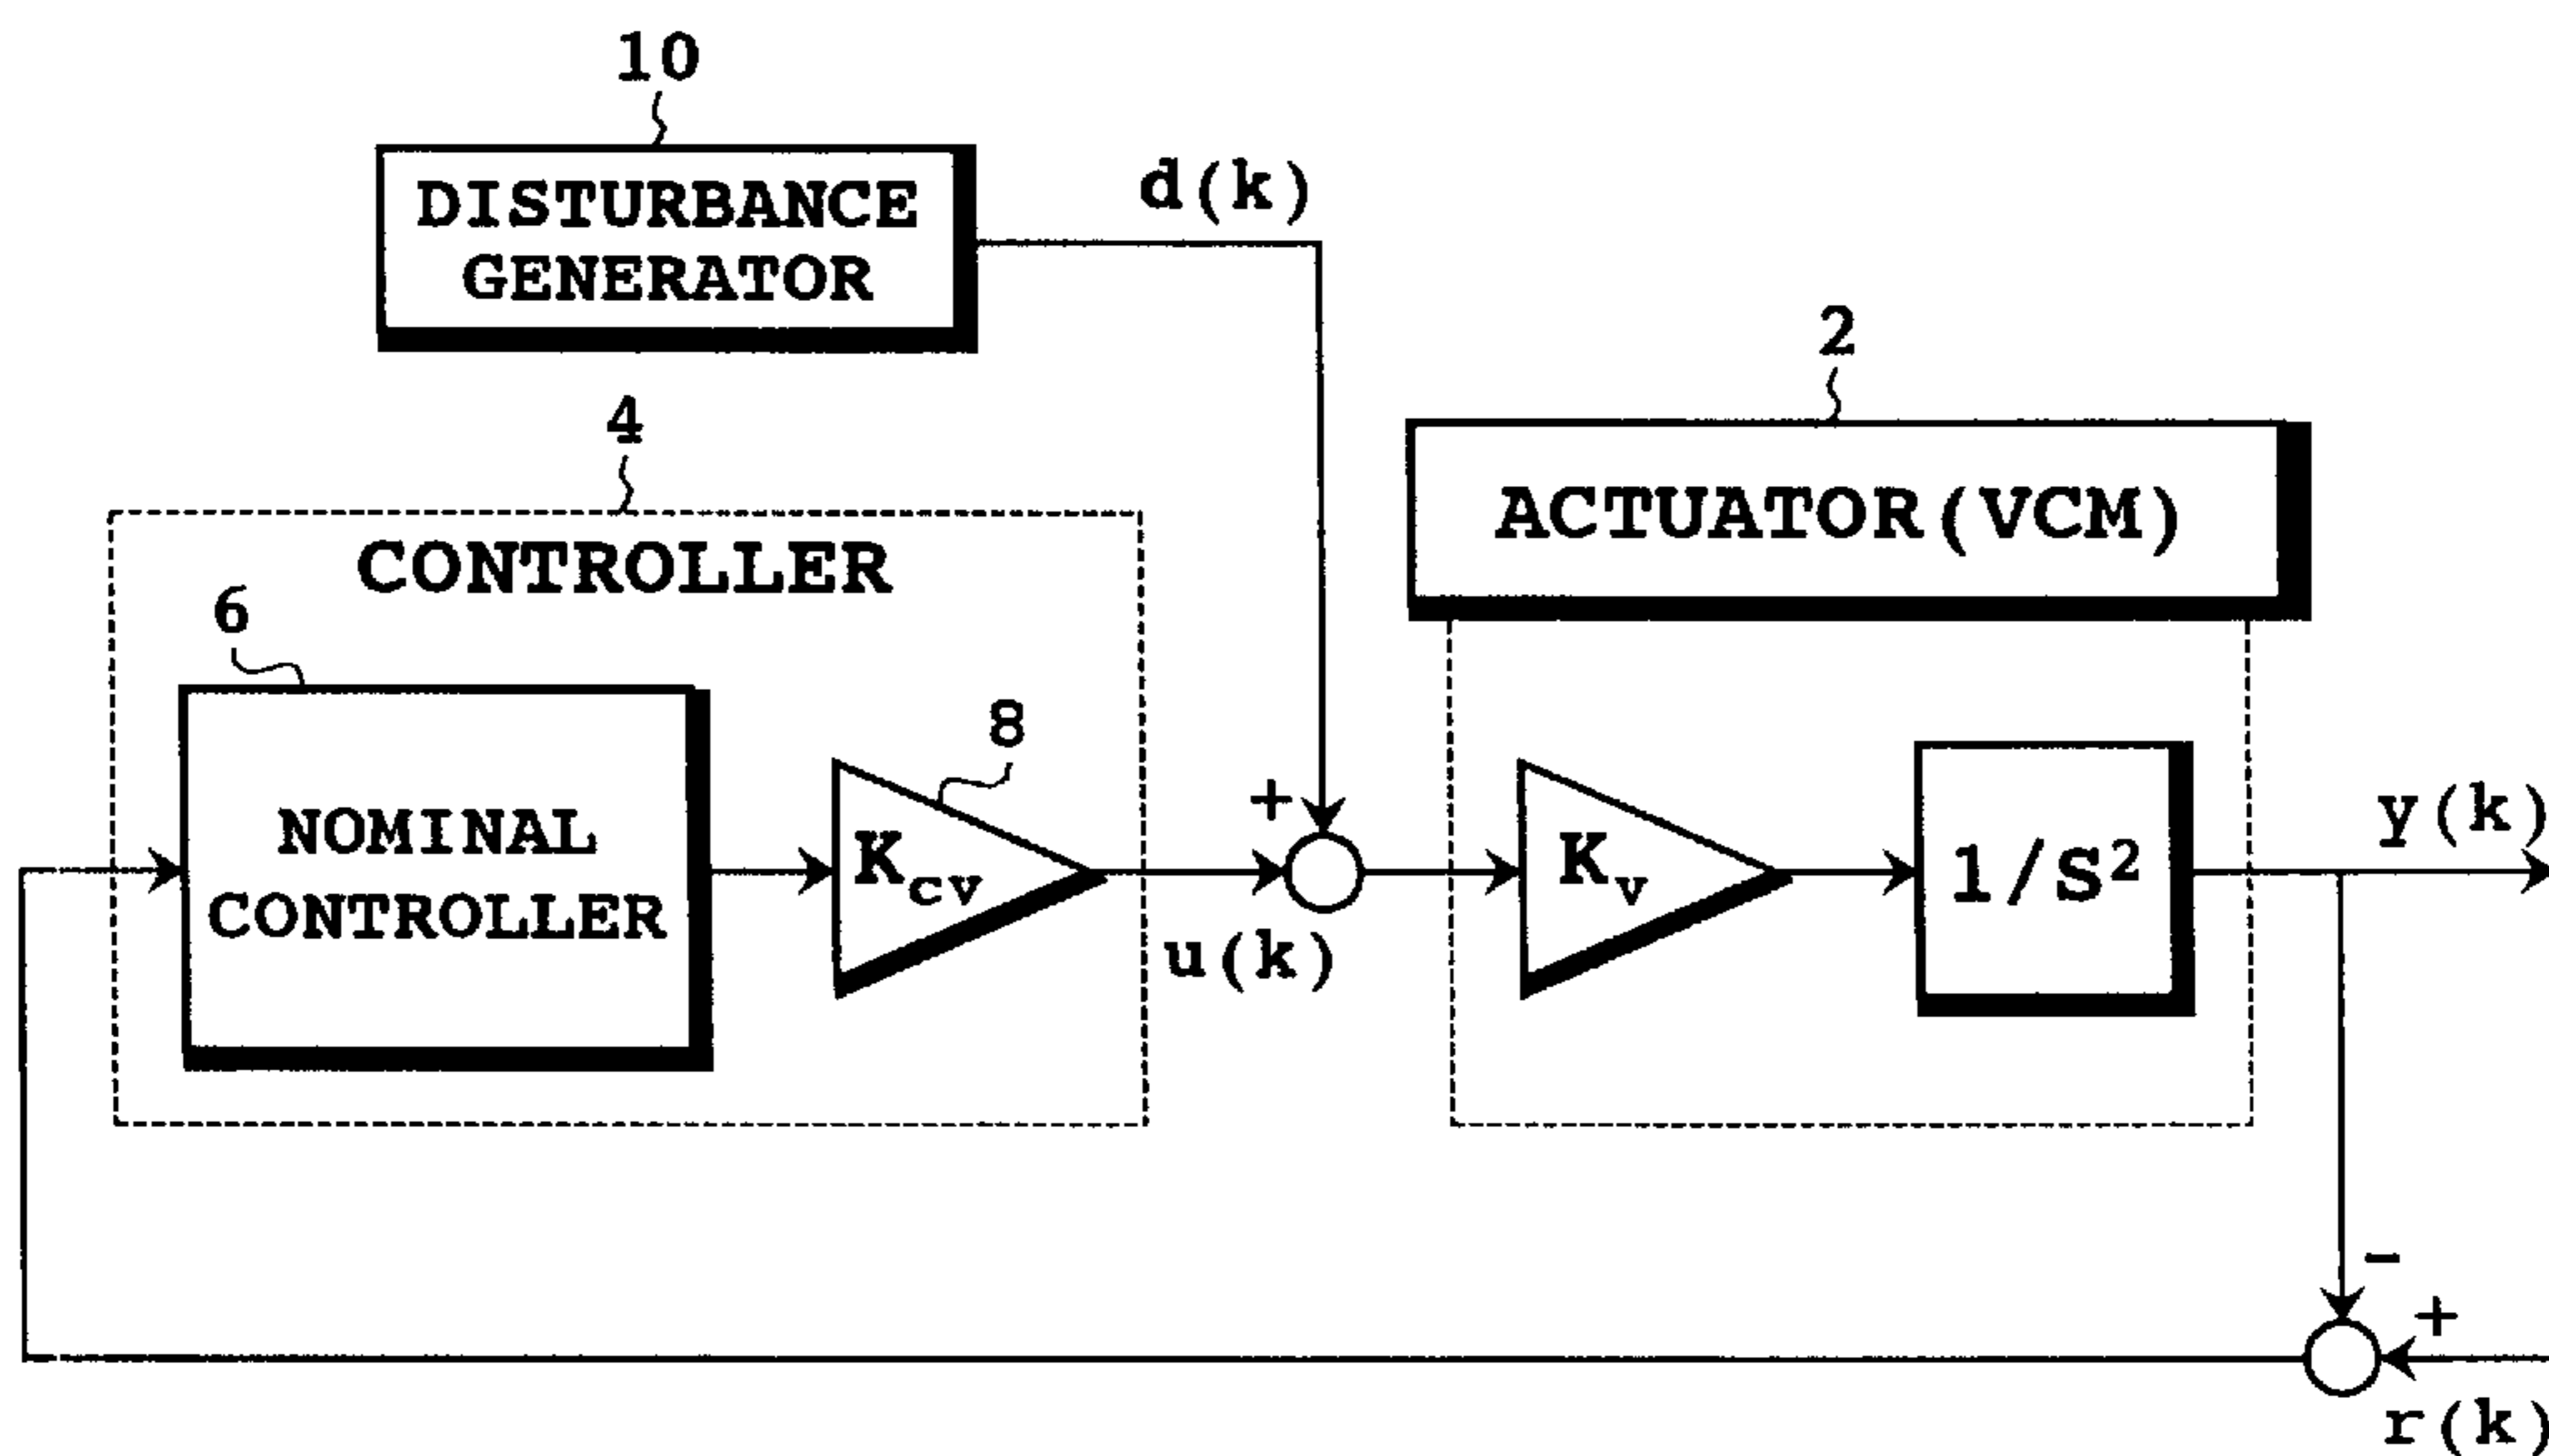 10
DISTURBANCE
GENERATOR
d(k)
2
ACTUATOR(VCM)
4
CONTROLLER
6
NOMINAL
CONTROLLER
8
Kcv
+
u(k)
Kv
1/S²
y(k)
-
+
r(k)